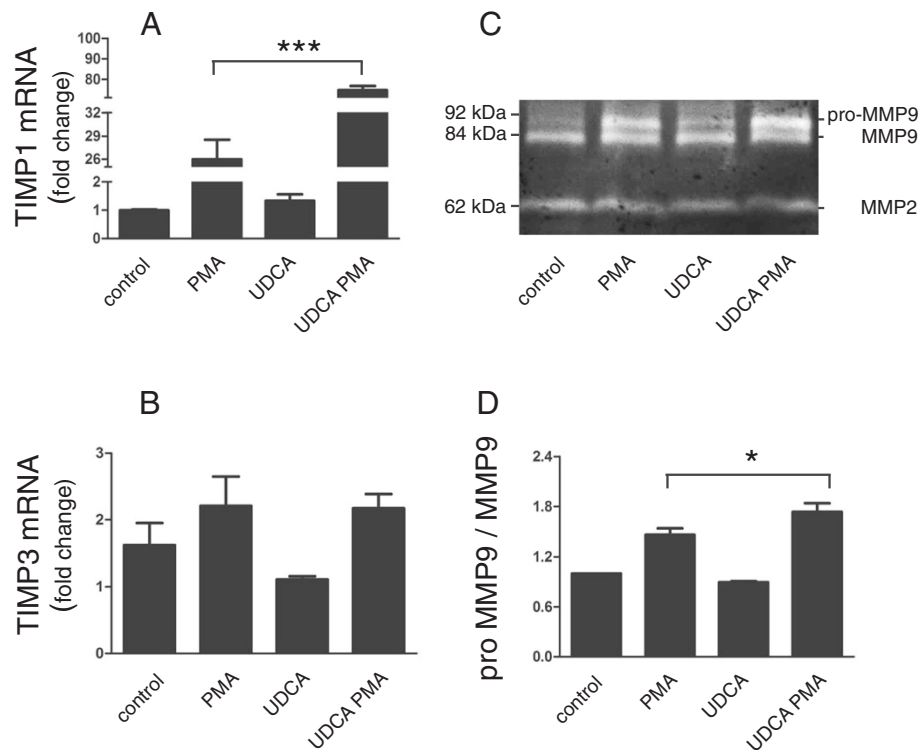 A
TIMP1 mRNA
(fold change)
100
80
60
40
20
32
29
26
2
1
0
***
control
PMA
UDCA
UDCA PMA
C
92 kDa
84 kDa
62 kDa
pro-MMP9
MMP9
MMP2
control
PMA
UDCA
UDCA PMA
B
TIMP3 mRNA
(fold change)
3
2
1
0
control
PMA
UDCA
UDCA PMA
D
pro MMP9 / MMP9
2.4
1.8
1.2
0.6
0.0
*
control
PMA
UDCA
UDCA PMA